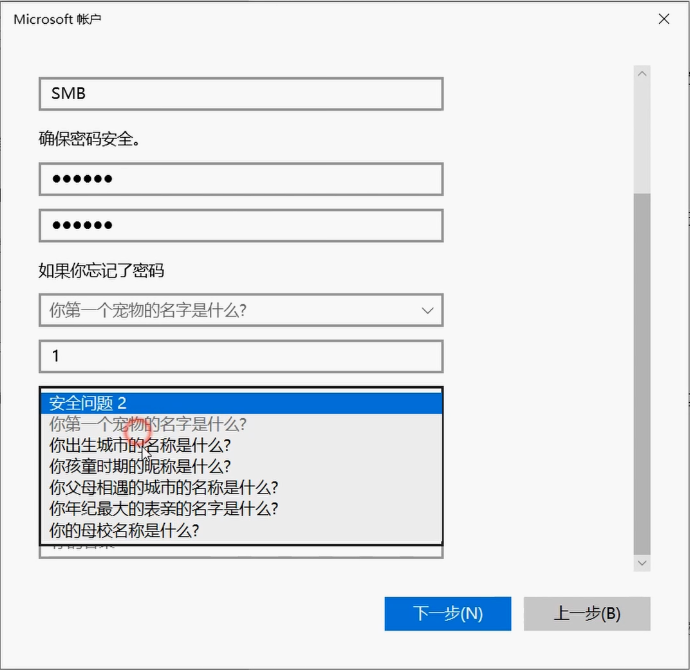 Microsoft 帐户
SMB
确保密码安全。
●●●●●●
●●●●●●
如果你忘记了密码
你第一个宠物的名字是什么?
1
安全问题 2
你第一个宠物的名字是什么?
你出生城市的名称是什么?
你孩童时期的昵称是什么?
你父母相遇的城市的名称是什么?
你年纪最大的表亲的名字是什么?
你的母校名称是什么?
下一步(N)
上一步(B)